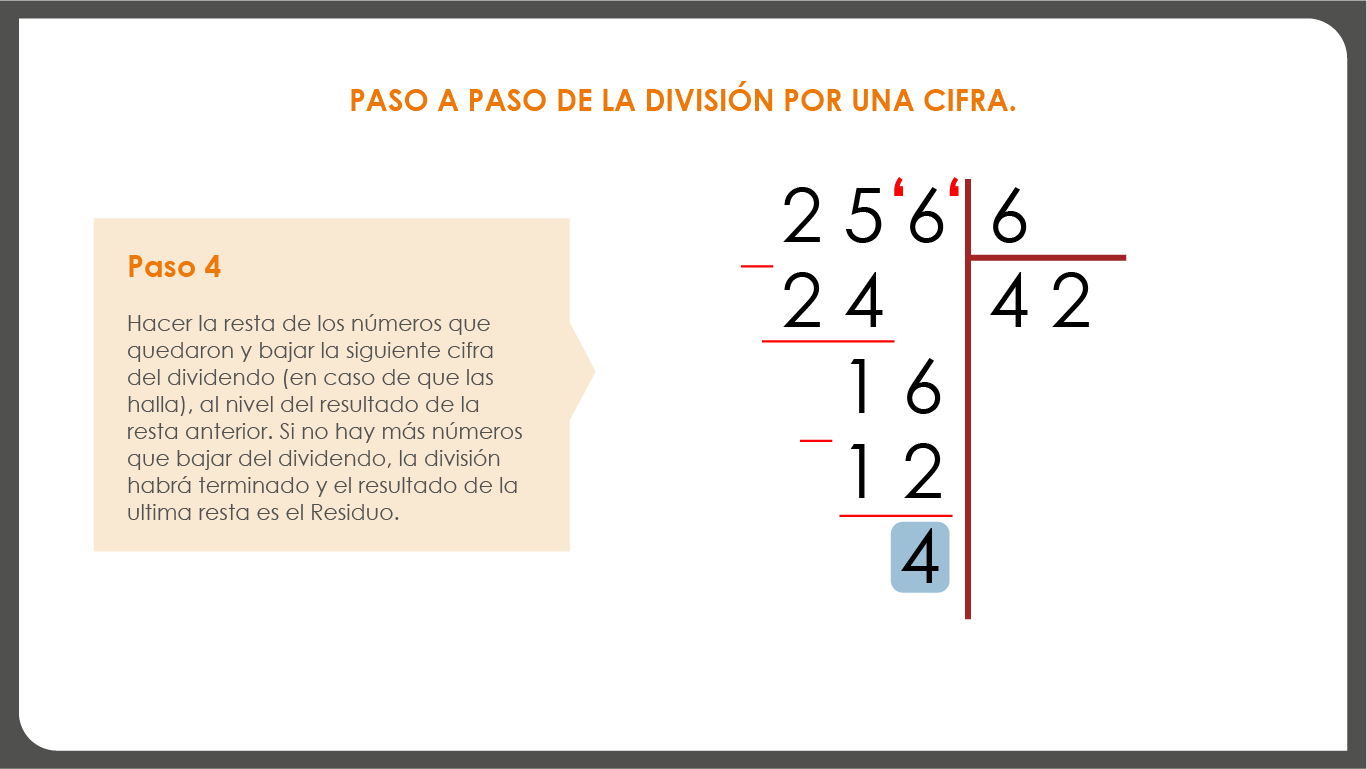 PASO A PASO DE LA DIVISIÓN POR UNA CIFRA.
Paso 4
Hacer la resta de los números que
quedaron y bajar la siguiente cifra
del dividendo (en caso de que las
halla), al nivel del resultado de la
resta anterior. Si no hay más números
que bajar del dividendo, la división
habrá terminado y el resultado de la
ultima resta es el Residuo.
2 5 ‘ 6 ‘ 6
2 4 4 2
1 6
1 2
4